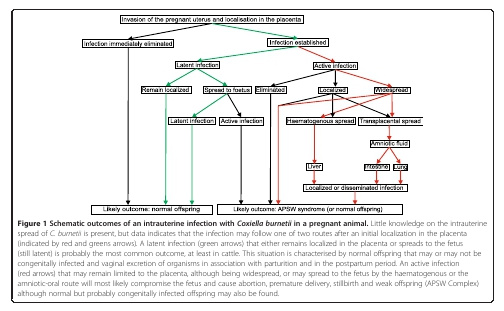 Invasion of the pregnant uterus and localisation in the placenta
Infection immediately eliminated
Infection established
Latent infection
Active infection
Remain localized
Spread to foetus
Eliminated
Localized
Widespread
Latent infection
Active infection
Haematogenous spread
Transplacental spread
Amniotic fluid
Liver
Intestine
Lung
Localized or disseminated infection
Likely outcome: normal offspring
Likely outcome: APSW syndrome (or normal offspring)
Figure 1 Schematic outcomes of an intrauterine infection with Coxiella burnetii in a pregnant animal. Little knowledge on the intrauterine
spread of C. burnetii is present, but data indicates that the infection may follow one of two routes after an initial localization in the placenta
(indicated by red and greens arrows). A latent infection (green arrows) that either remains localized in the placenta or spreads to the fetus
(still latent) is probably the most common outcome, at least in cattle. This situation is characterised by normal offspring that may or may not be
congenitally infected and vaginal excretion of organisms in association with parturition and in the postpartum period. An active infection
(red arrows) that may remain limited to the placenta, although being widespread, or may spread to the fetus by the haematogenous or the
amniotic-oral route will most likely compromise the fetus and cause abortion, premature delivery, stillbirth and weak offspring (APSW Complex)
although normal but probably congenitally infected offspring may also be found.